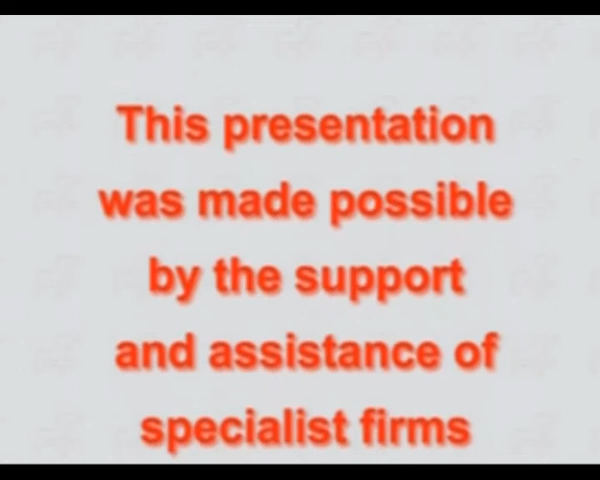 This presentation
was made possible
by the support
and assistance of
specialist firms